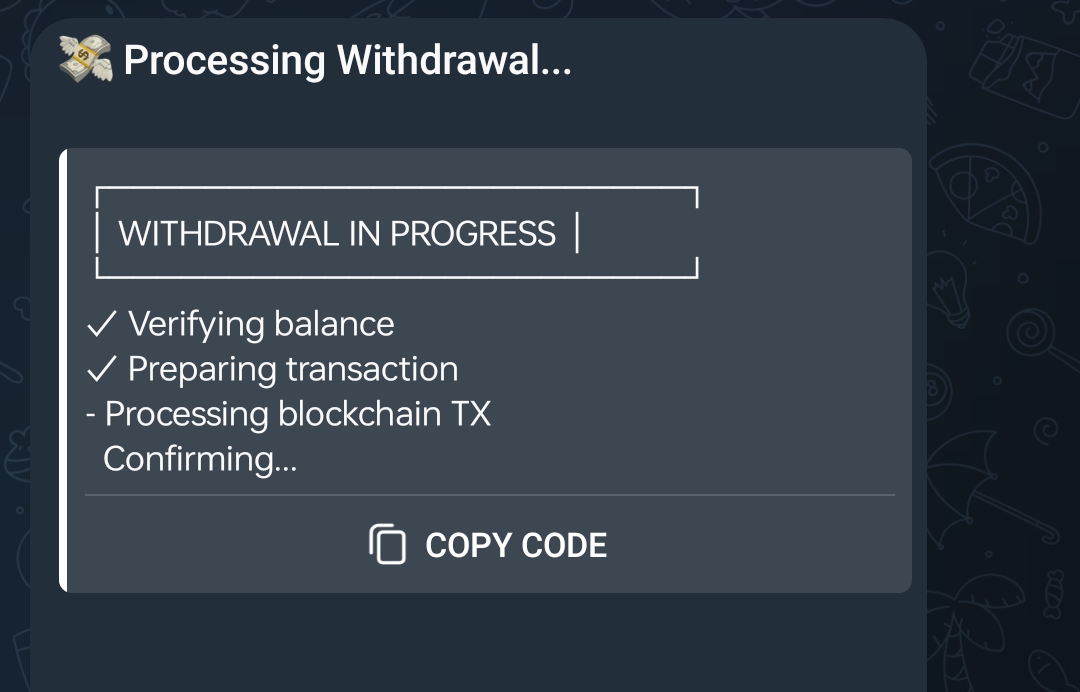 💸 Processing Withdrawal...
WITHDRAWAL IN PROGRESS
✓ Verifying balance
✓ Preparing transaction
- Processing blockchain TX
Confirming...
COPY CODE